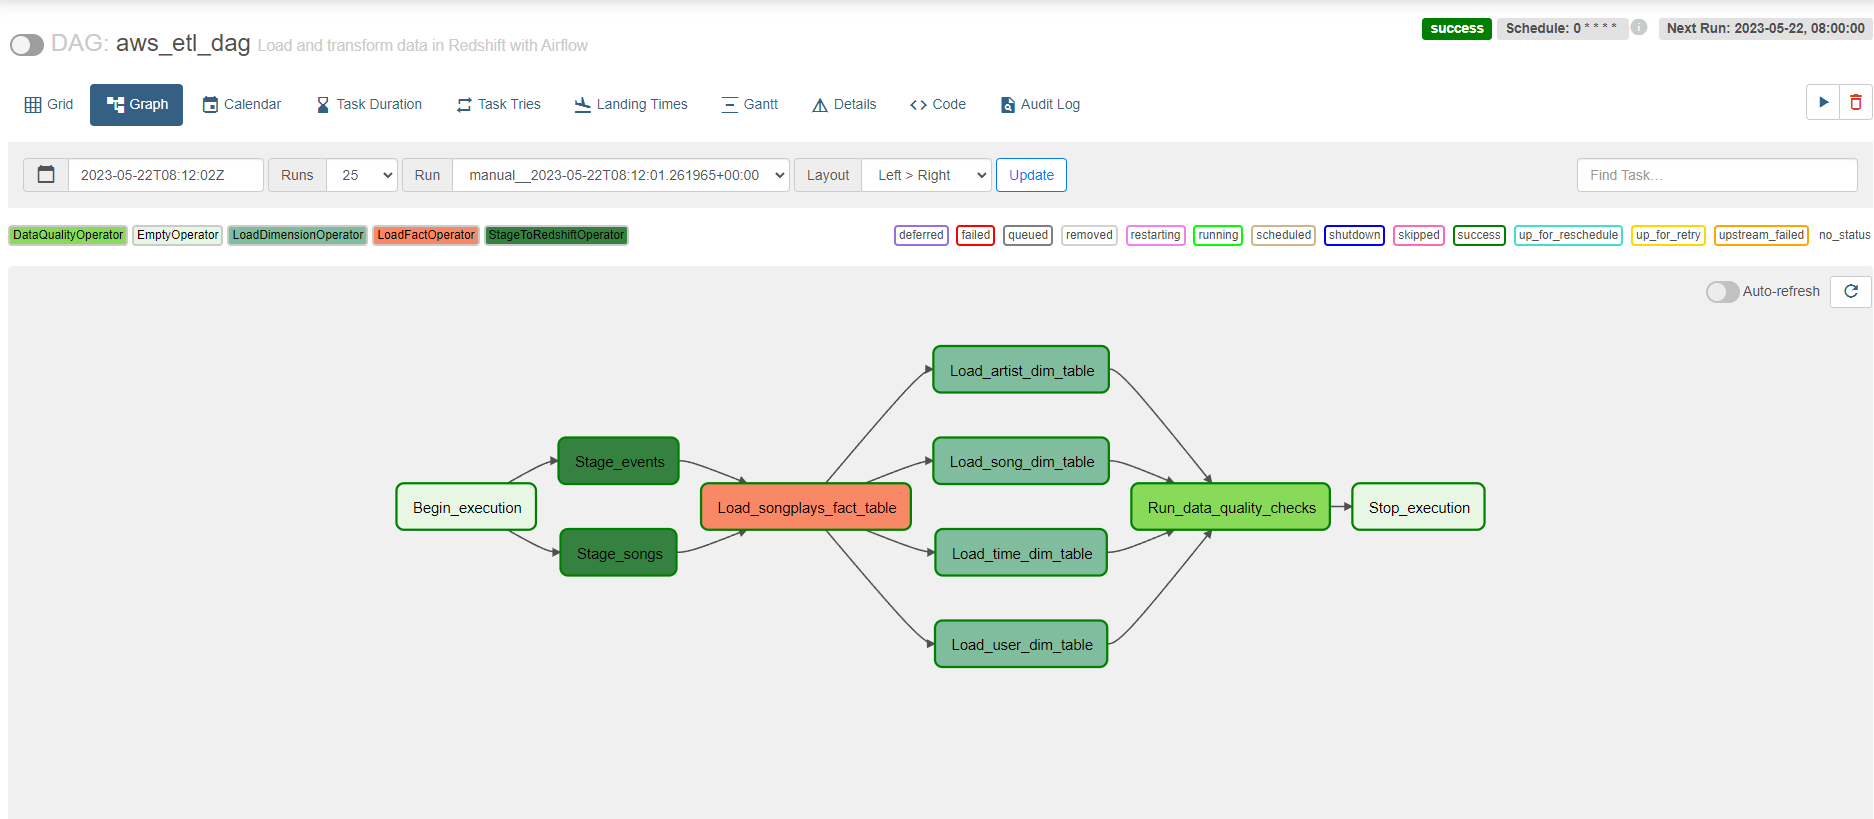 DAG: aws_etl_dag Load and transform data in Redshift with Airflow
success Schedule: 0 * * * * i Next Run: 2023-05-22, 08:00:00
Grid Graph Calendar Task Duration Task Tries Landing Times Gantt Details Code Audit Log
2023-05-22T08:12:02Z Runs 25 Run manual__2023-05-22T08:12:01.261965+00:00 Layout Left > Right Update Find Task...
DataQualityOperator EmptyOperator LoadDimensionOperator LoadFactOperator StageToRedshiftOperator
deferred failed queued removed restarting running scheduled shutdown skipped success up_for_reschedule up_for_retry upstream_failed no_status
Auto-refresh
Load_artist_dim_table
Stage_events Load_song_dim_table
Begin_execution Load_songplays_fact_table Run_data_quality_checks Stop_execution
Stage_songs Load_time_dim_table
Load_user_dim_table